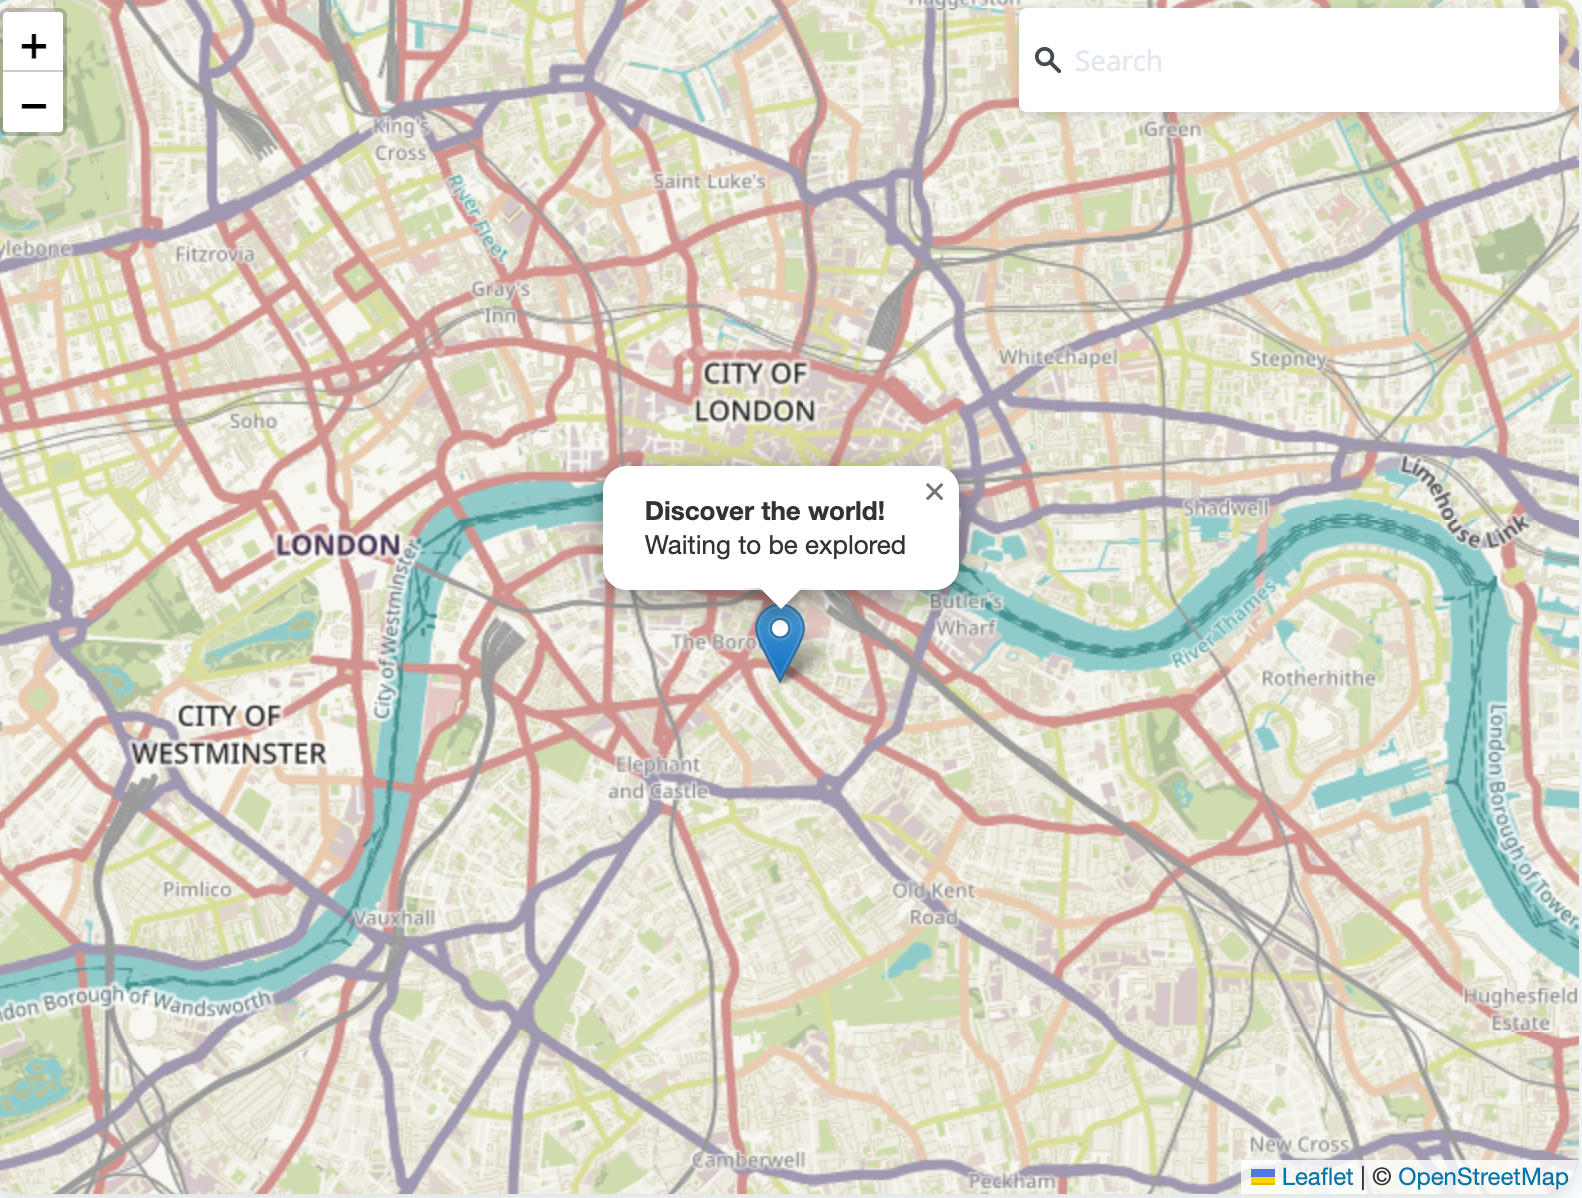 Haggerston
+
−
Search
King's
Cross
Green
River Fleet
Saint Luke's
ylebone
Fitzrovia
Gray's
Inn
Whitechapel
Stepney
CITY OF
LONDON
Soho
Limehouse Link
Discover the world!
Waiting to be explored
Shadwell
LONDON
City of Westminster
Butler's
Wharf
River Thames
The Boro
Rotherhithe
CITY OF
WESTMINSTER
London Borough of Tower
Elephant
and Castle
Pimlico
Old Kent
Road
Vauxhall
ndon Borough of Wandsworth
Hughesfield
Estate
New Cross
Camberwell
Peckham
Leaflet | © OpenStreetMap